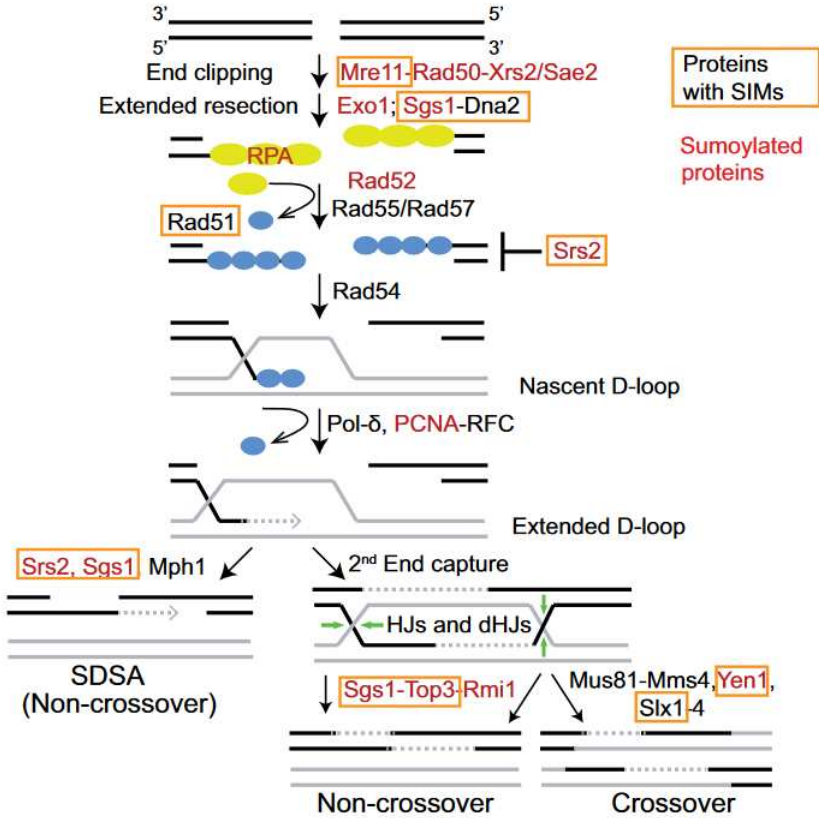 3’ 5’
5’ 3’
End clipping Mre11-Rad50-Xrs2/Sae2
Extended resection Exo1; Sgs1-Dna2
Proteins
with SIMs
Sumoylated
proteins
RPA
Rad52
Rad51 Rad55/Rad57
Srs2
Rad54
Nascent D-loop
Pol-δ, PCNA-RFC
Extended D-loop
Srs2, Sgs1 Mph1
2nd End capture
HJs and dHJs
SDSA
(Non-crossover)
Sgs1-Top3-Rmi1
Mus81-Mms4, Yen1,
Slx1-4
Non-crossover
Crossover